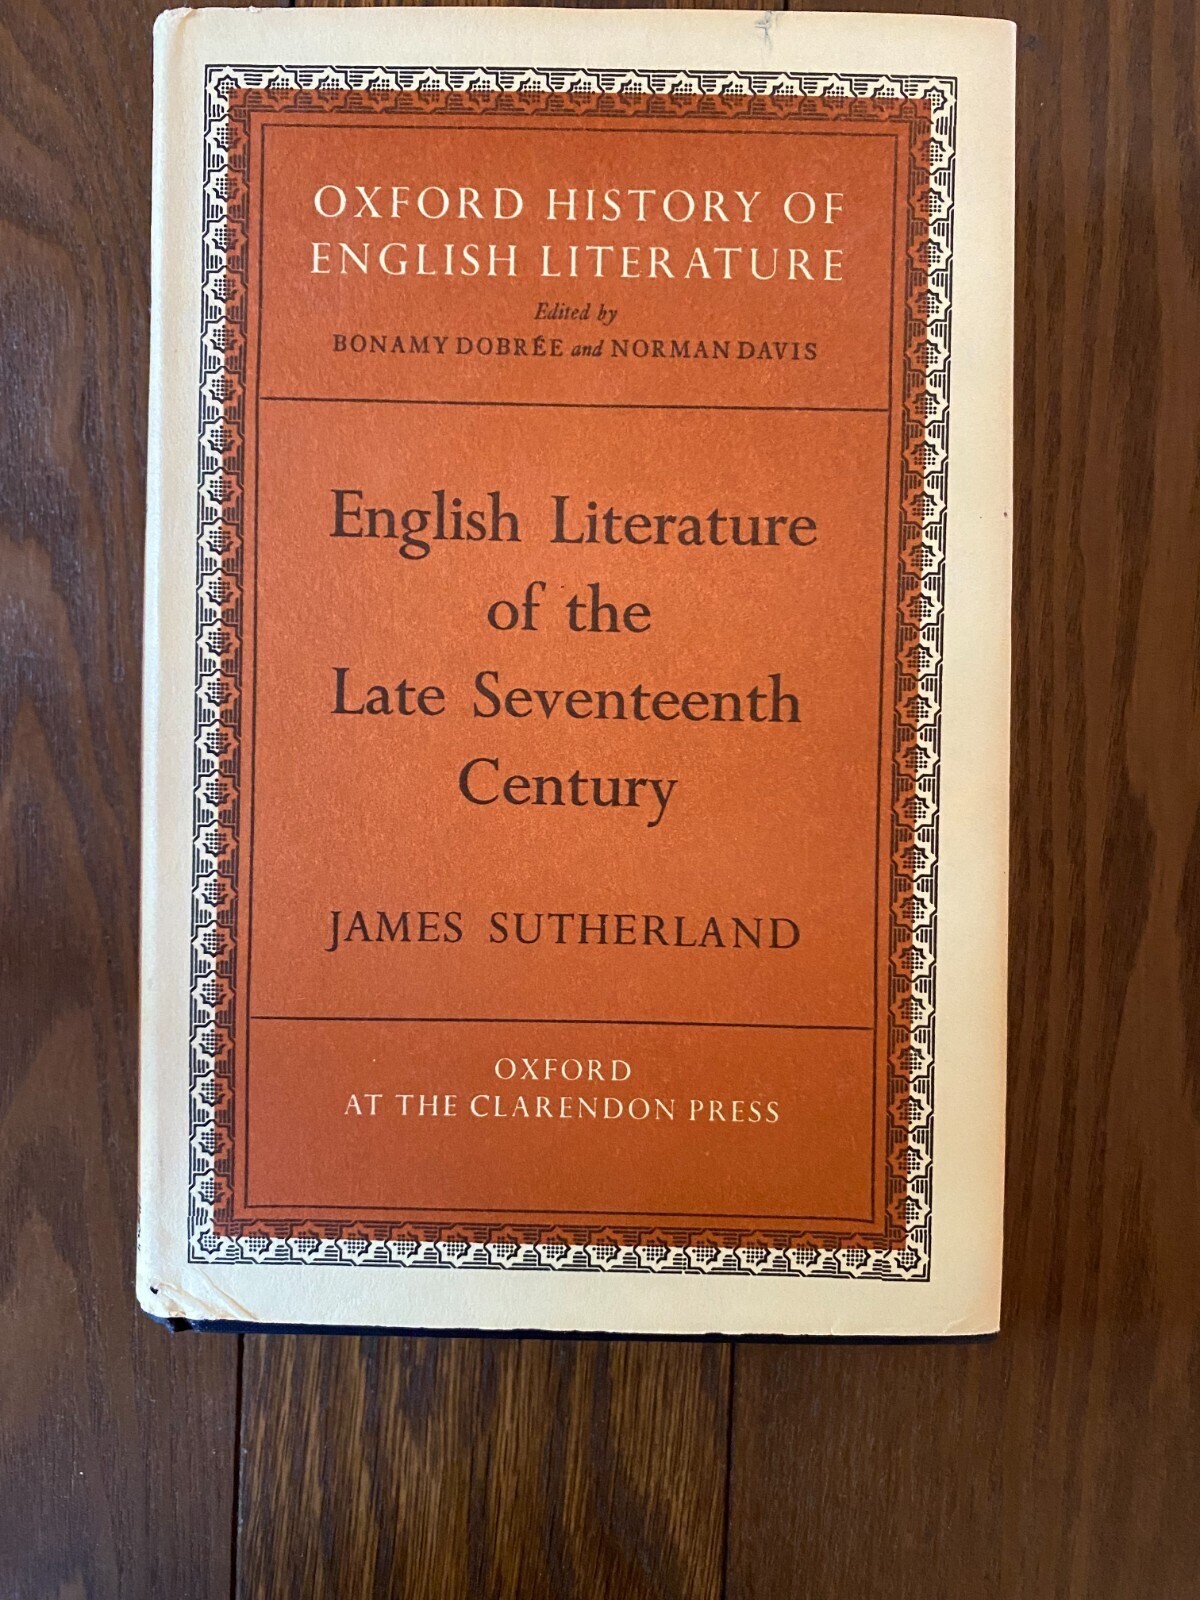 OXFORD HISTORY OF
ENGLISH LITERATURE
Edited by
BONAMY DOBRÉE and NORMAN DAVIS
English Literature
of the
Late Seventeenth
Century
JAMES SUTHERLAND
OXFORD
AT THE CLARENDON PRESS